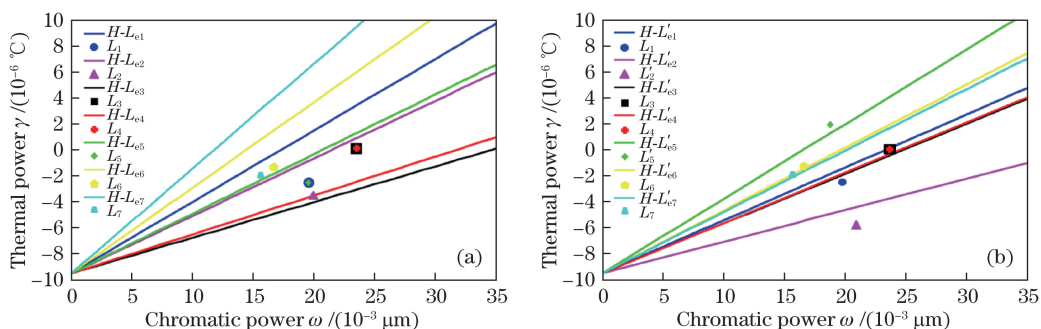 Thermal power γ /(10⁻⁶ ℃)
10
8
6
4
2
0
−2
−4
−6
−8
−10
H-Lₑ₁
L₁
H-Lₑ₂
L₂
H-Lₑ₃
L₃
H-Lₑ₄
L₄
H-Lₑ₅
L₅
H-Lₑ₆
L₆
H-Lₑ₇
L₇
(a)
0 5 10 15 20 25 30 35
Chromatic power ω /(10⁻³ μm)
Thermal power γ /(10⁻⁶ ℃)
10
8
6
4
2
0
−2
−4
−6
−8
−10
H-L′ₑ₁
L₁
H-L′ₑ₂
L′₂
H-L′ₑ₃
L₃
H-L′ₑ₄
L₄
H-L′ₑ₅
L′₅
H-L′ₑ₆
L₆
H-L′ₑ₇
L₇
(b)
0 5 10 15 20 25 30 35
Chromatic power ω /(10⁻³ μm)